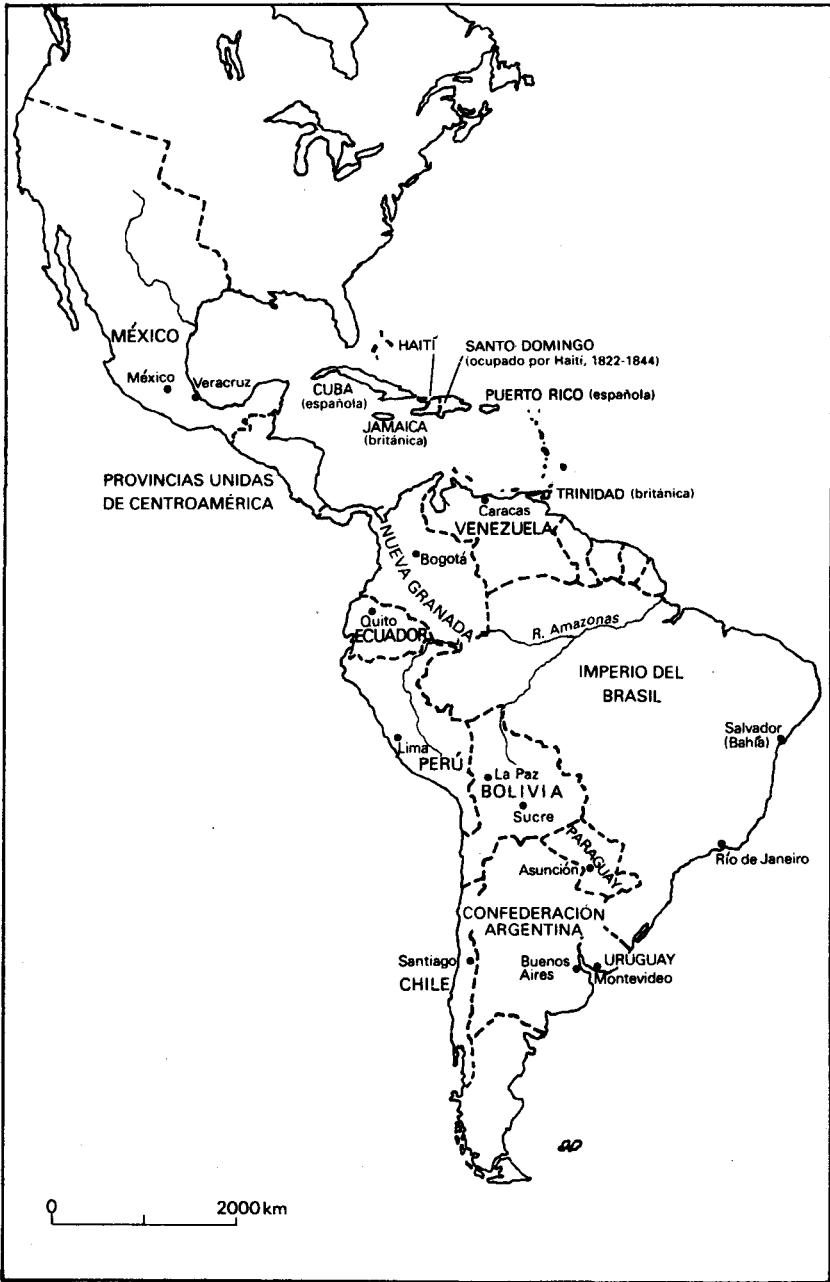 MÉXICO
México
Veracruz
HAITÍ
SANTO DOMINGO
(ocupado por Haití, 1822-1844)
CUBA
(española)
PUERTO RICO (española)
JAMAICA
(británica)
PROVINCIAS UNIDAS
DE CENTROAMÉRICA
TRINIDAD (británica)
Caracas
VENEZUELA
NUEVA GRANADA
Bogotá
Quito
ECUADOR
R. Amazonas
IMPERIO DEL
BRASIL
Salvador
(Bahía)
Lima
PERÚ
La Paz
BOLIVIA
Sucre
PARAGUAY
Río de Janeiro
Asunción
CONFEDERACIÓN
ARGENTINA
Santiago
CHILE
Buenos
Aires
URUGUAY
Montevideo
0 2000 km